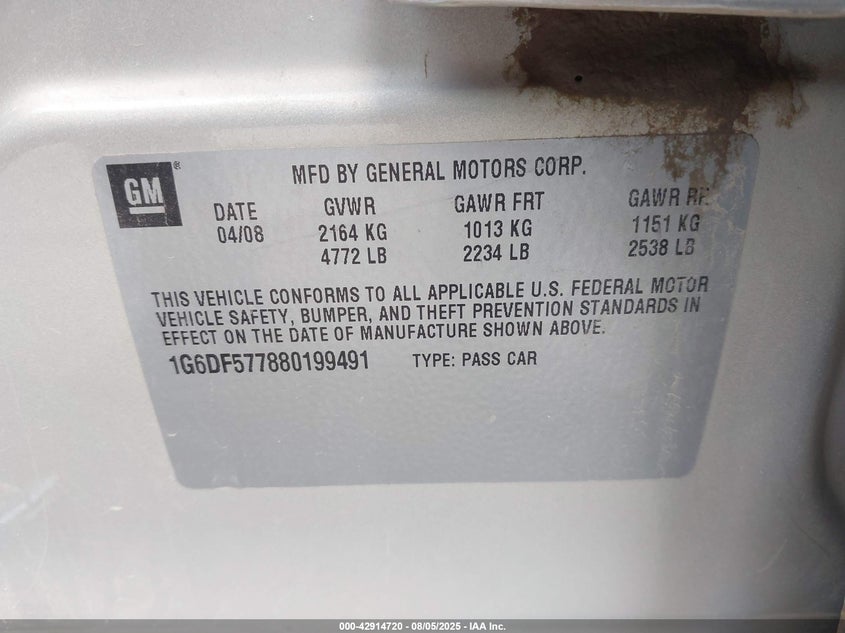 GM ®
MFD BY GENERAL MOTORS CORP.
DATE GVWR GAWR FRT GAWR RR
04/08 2164 KG 1013 KG 1151 KG
4772 LB 2234 LB 2538 LB
THIS VEHICLE CONFORMS TO ALL APPLICABLE U.S. FEDERAL MOTOR
VEHICLE SAFETY, BUMPER, AND THEFT PREVENTION STANDARDS IN
EFFECT ON THE DATE OF MANUFACTURE SHOWN ABOVE.
1G6DF577880199491 TYPE: PASS CAR
000-42914720 - 08/05/2025 - IAA Inc.